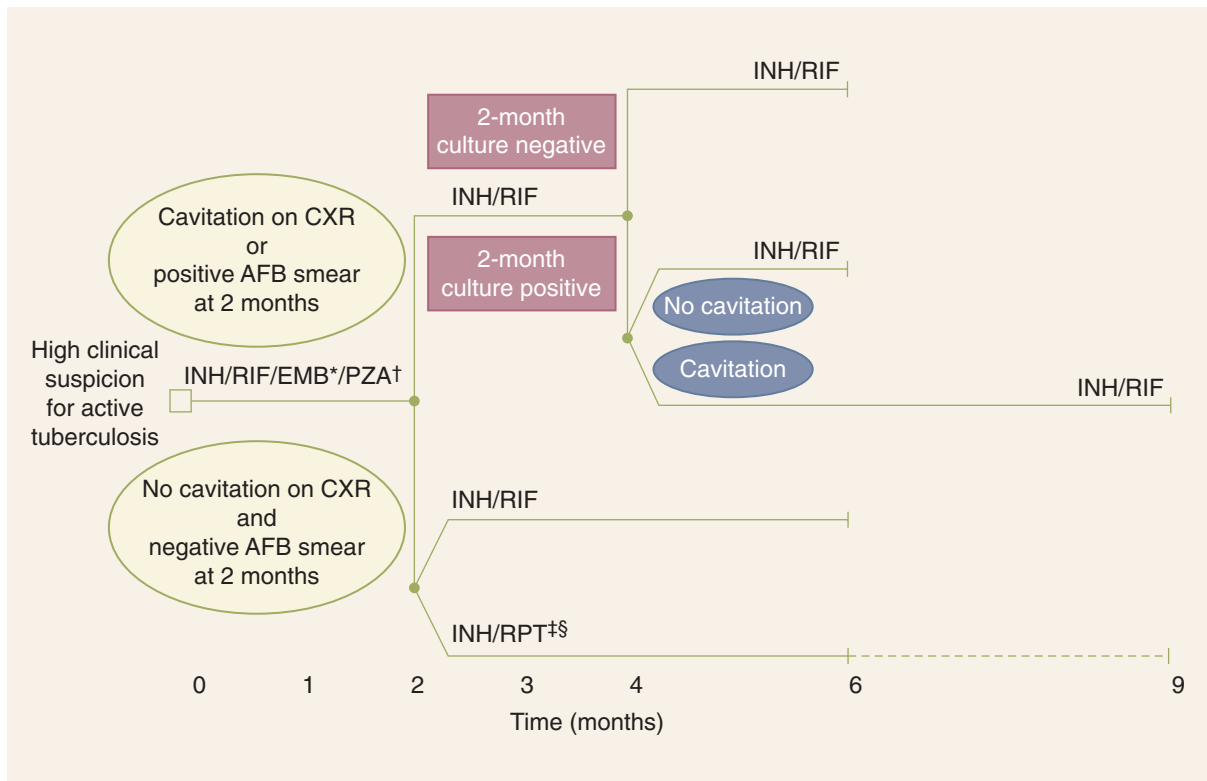 INH/RIF
2-month
culture negative
INH/RIF
Cavitation on CXR
or
positive AFB smear
at 2 months
2-month
culture positive
INH/RIF
No cavitation
Cavitation
INH/RIF
High clinical
suspicion
for active
tuberculosis
INH/RIF/EMB*/PZA†
No cavitation on CXR
and
negative AFB smear
at 2 months
INH/RIF
INH/RPT‡§
0 1 2 3 4 6 9
Time (months)